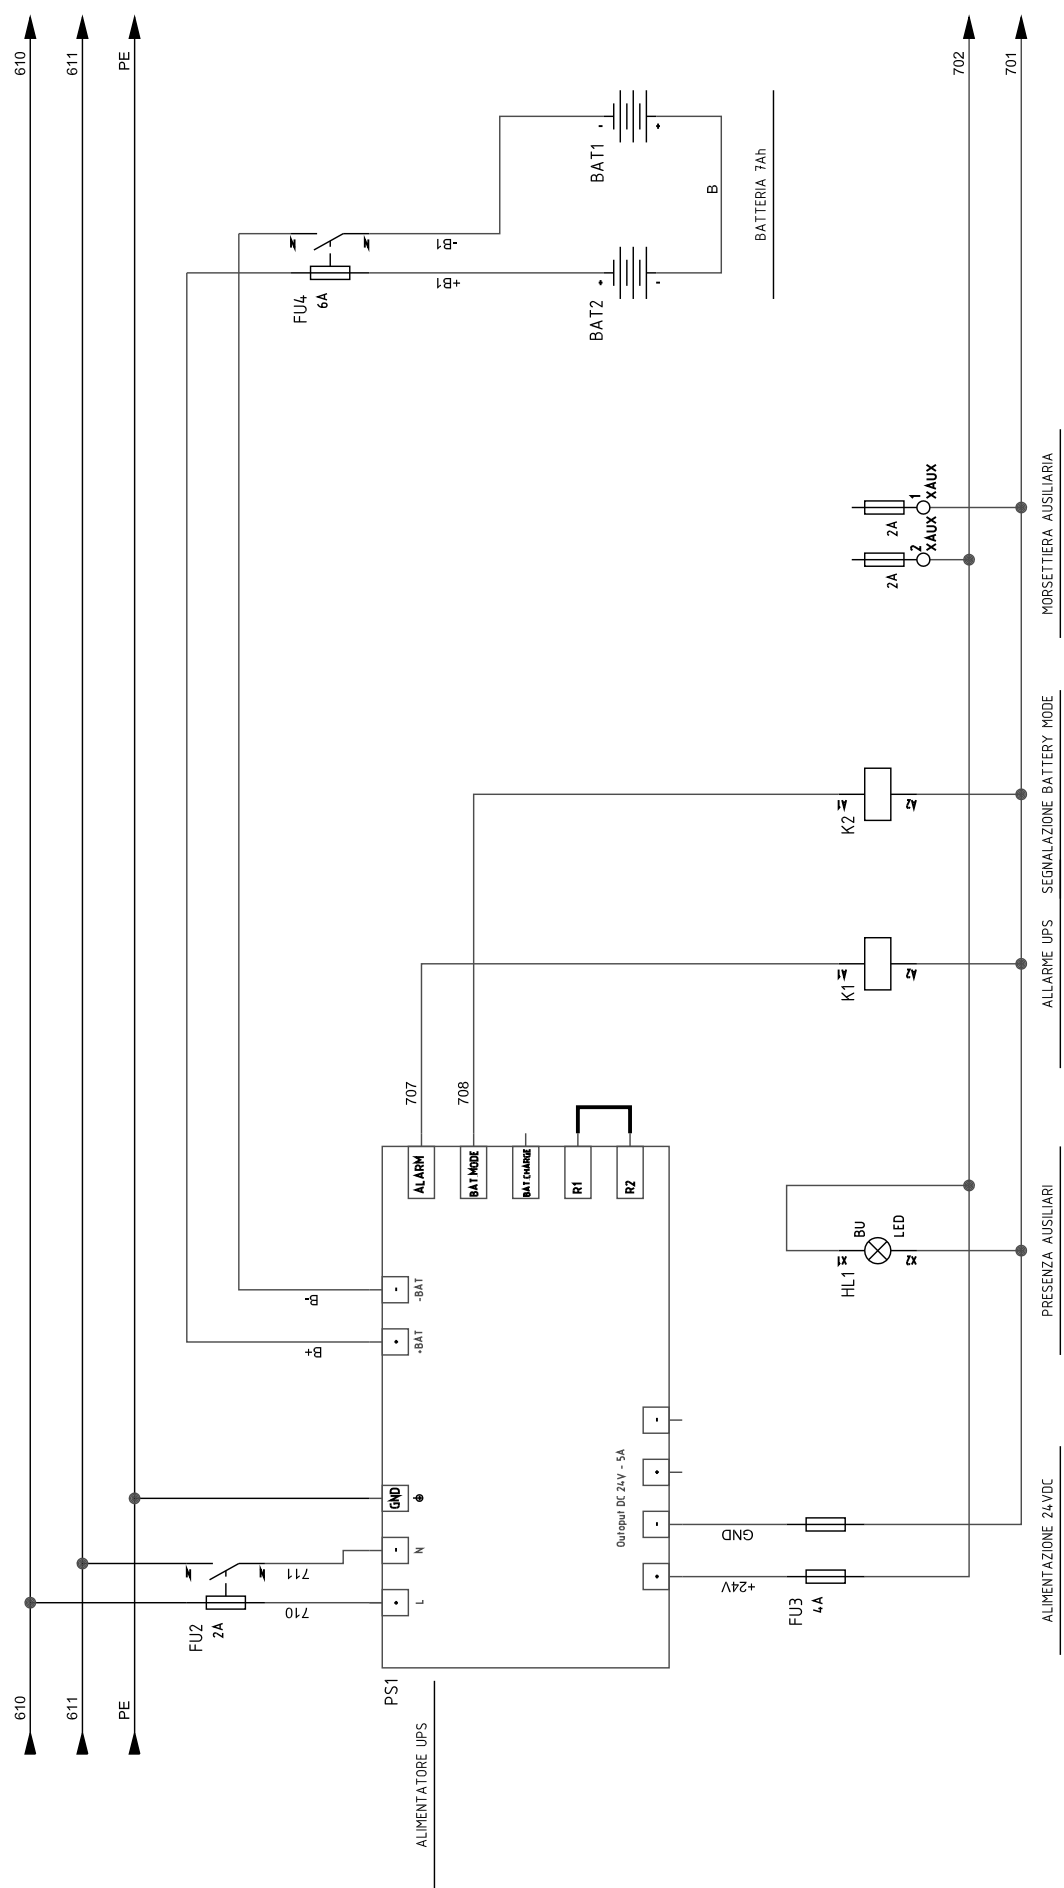 610
611
PE
FU2
2A
710
711
PS1
ALIMENTATORE UPS
L
N
GND
B+
B-
+BAT
-BAT
ALARM
BAT.MODE
BAT.CHARGE
R1
R2
707
708
Outoput DC 24V - 5A
+ - + -
+24V
GND
FU3
4A
ALIMENTAZIONE 24VDC
HL1
X1
X2
BU
LED
PRESENZA AUSILIARI
K1
A1
A2
ALLARME UPS
K2
A1
A2
SEGNALAZIONE BATTERY MODE
2A
2
XAUX
2A
1
XAUX
MORSETTIERA AUSILIARIA
FU4
6A
N
N
+B1
-B1
BAT2
+ -
BAT1
- +
B
BATTERIA 7Ah
610
611
PE
702
701